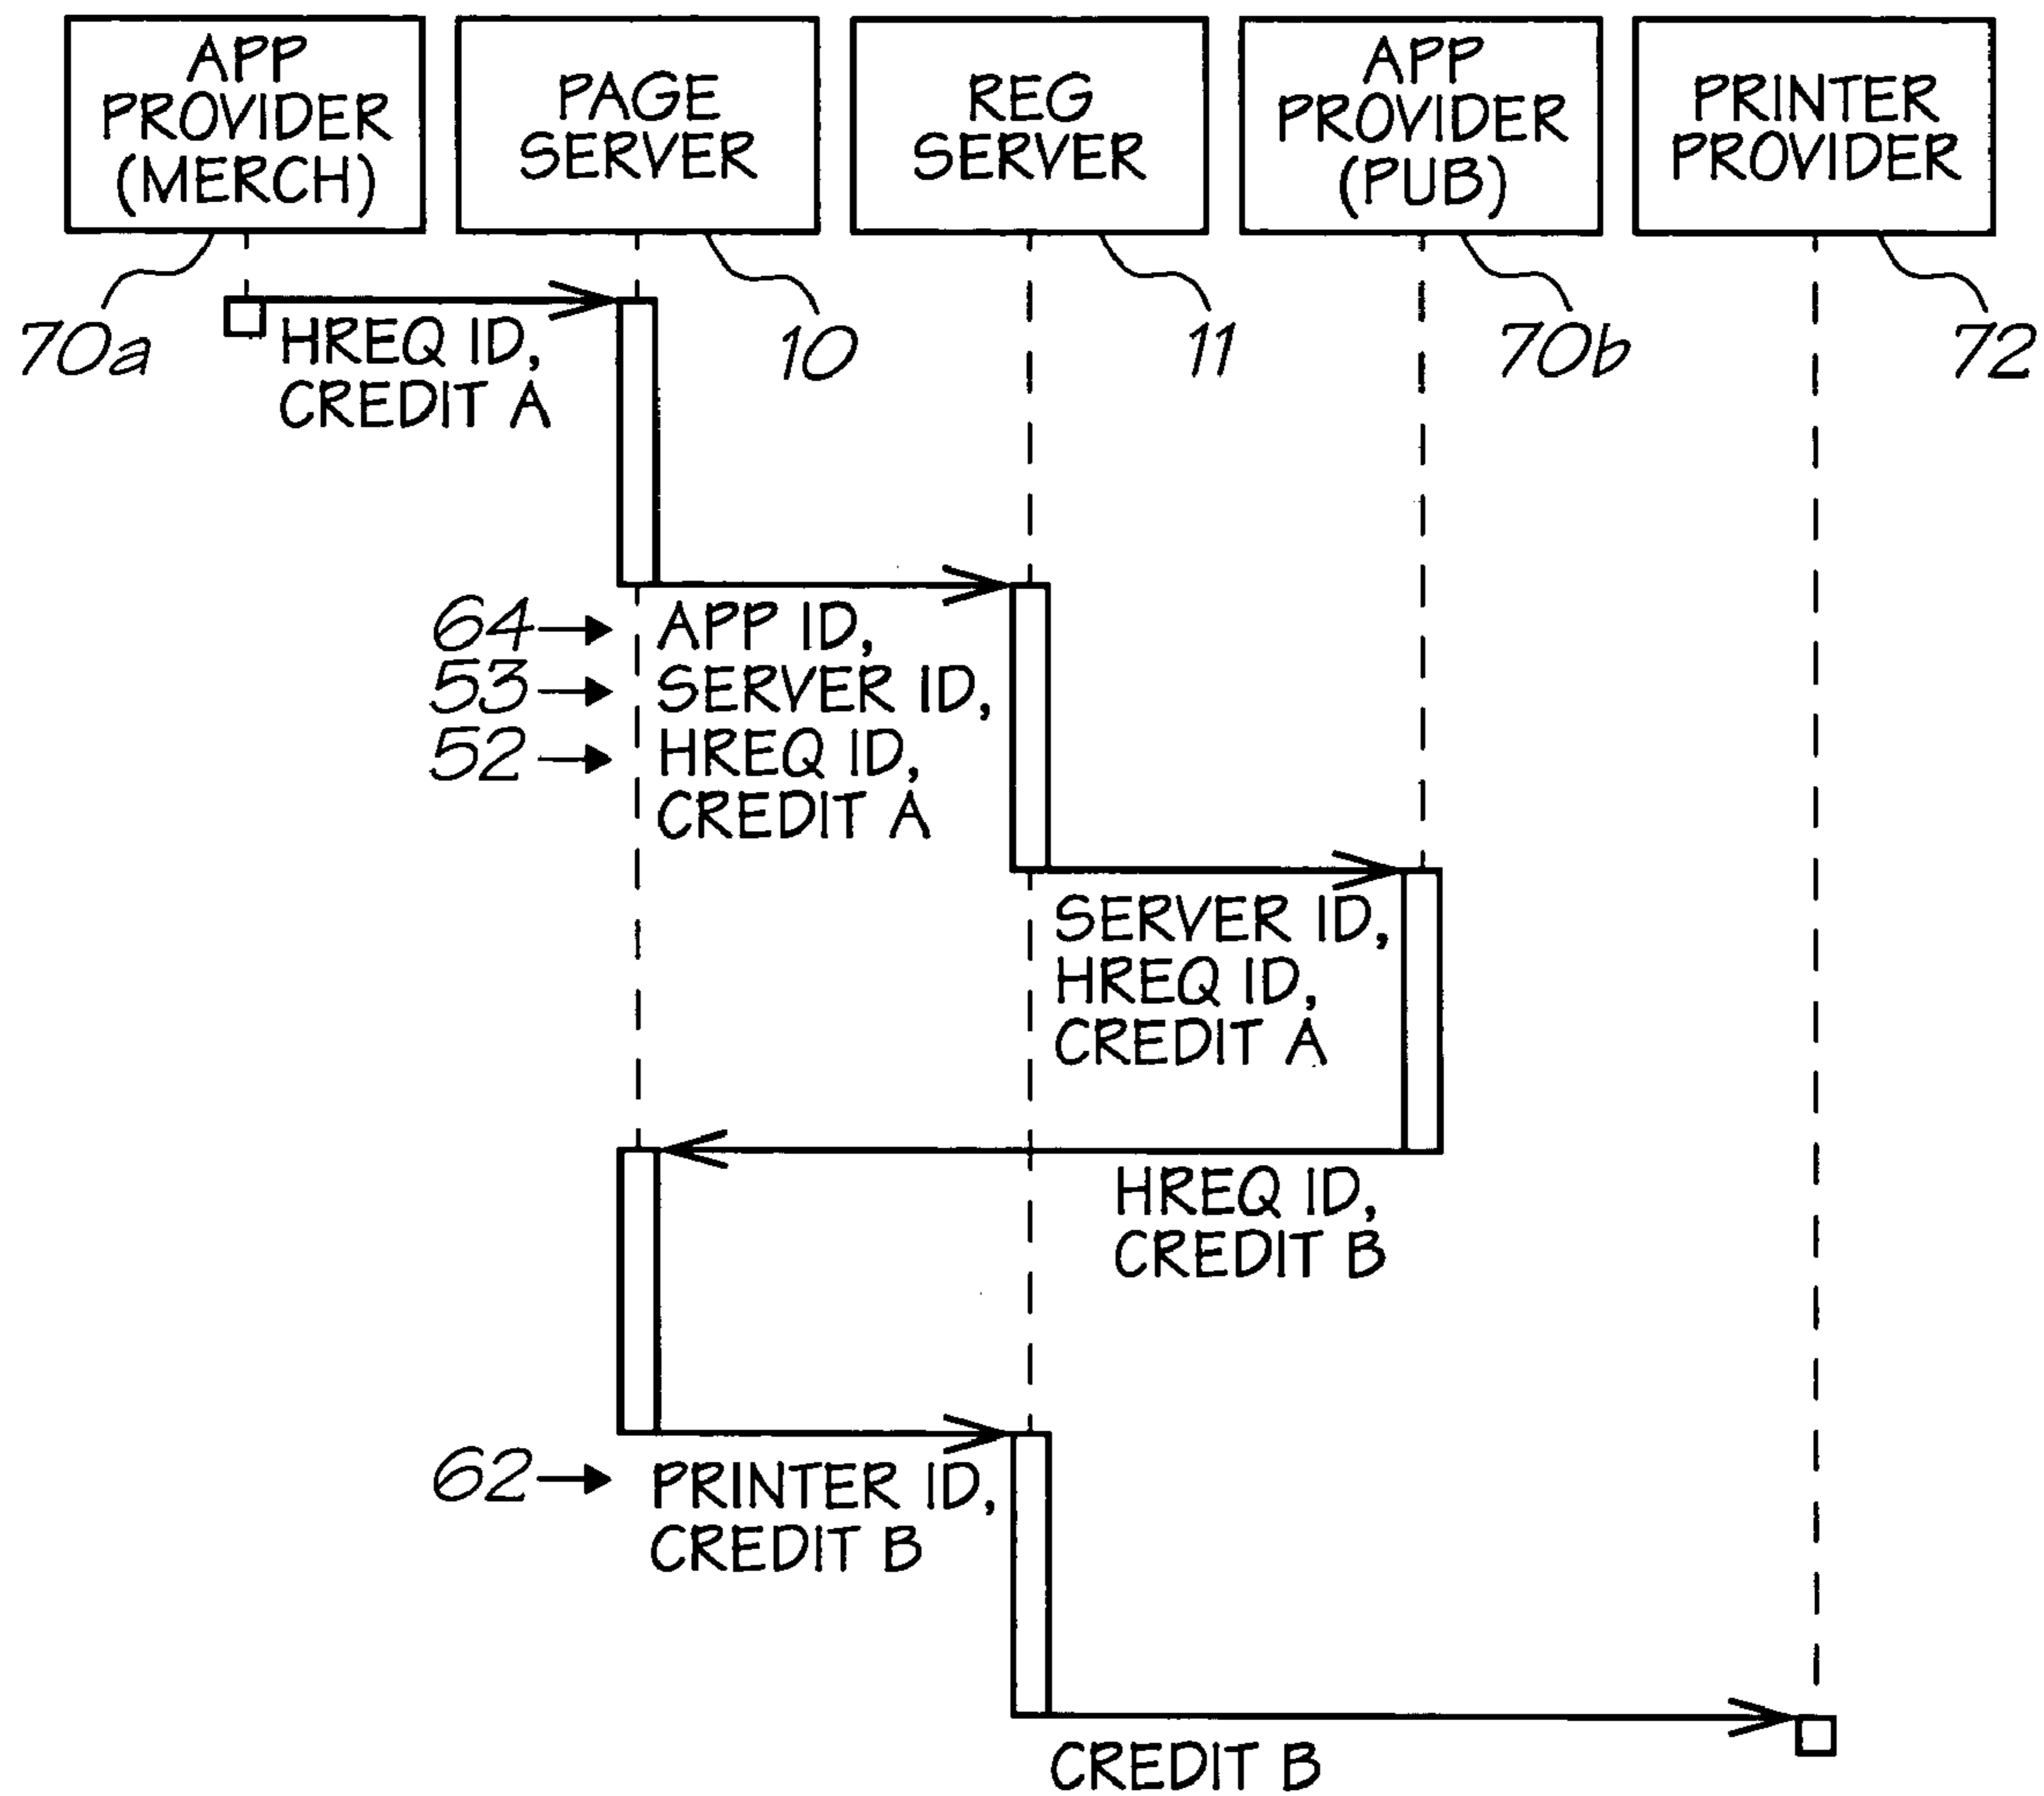 APP
PROVIDER
(MERCH)
PAGE
SERVER
REG
SERVER
APP
PROVIDER
(PUB)
PRINTER
PROVIDER
70a
10
11
70b
72
HREQ ID,
CREDIT A
64
APP ID,
53
SERVER ID,
52
HREQ ID,
CREDIT A
SERVER ID,
HREQ ID,
CREDIT A
HREQ ID,
CREDIT B
62
PRINTER ID,
CREDIT B
CREDIT B